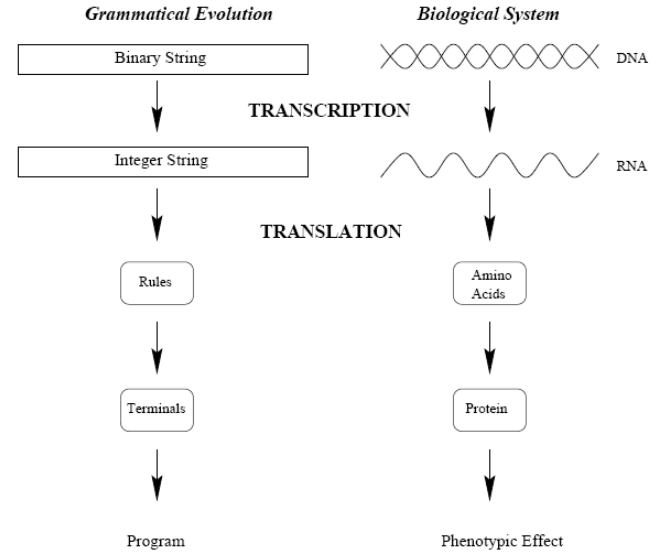 Grammatical Evolution
Biological System
Binary String
DNA
TRANSCRIPTION
Integer String
RNA
TRANSLATION
Rules
Amino
Acids
Terminals
Protein
Program
Phenotypic Effect